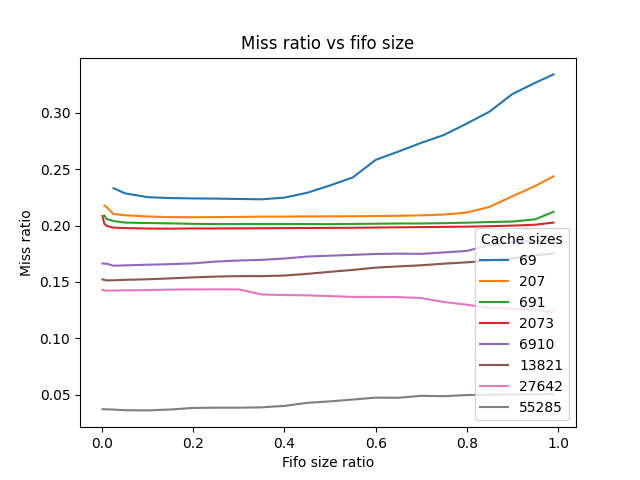 Miss ratio vs fifo size
Miss ratio
0.30
0.25
0.20
0.15
0.10
0.05
Cache sizes
69
207
691
2073
6910
13821
27642
55285
0.0 0.2 0.4 0.6 0.8 1.0
Fifo size ratio